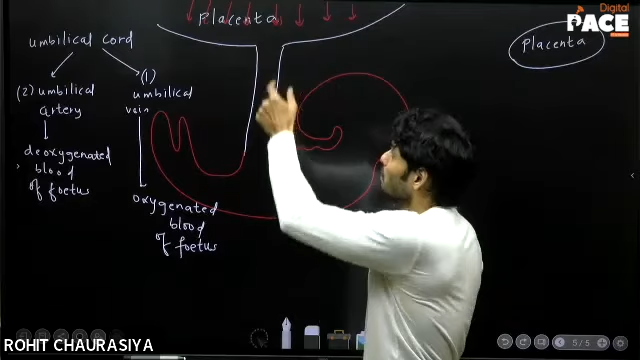 Placenta
umbilical cord
(2) umbilical
artery
deoxygenated
blood
of foetus
(1)
umbilical
vein
oxygenated
blood
of foetus
Digital
PACE
Placenta
5/5
ROHIT CHAURASIYA